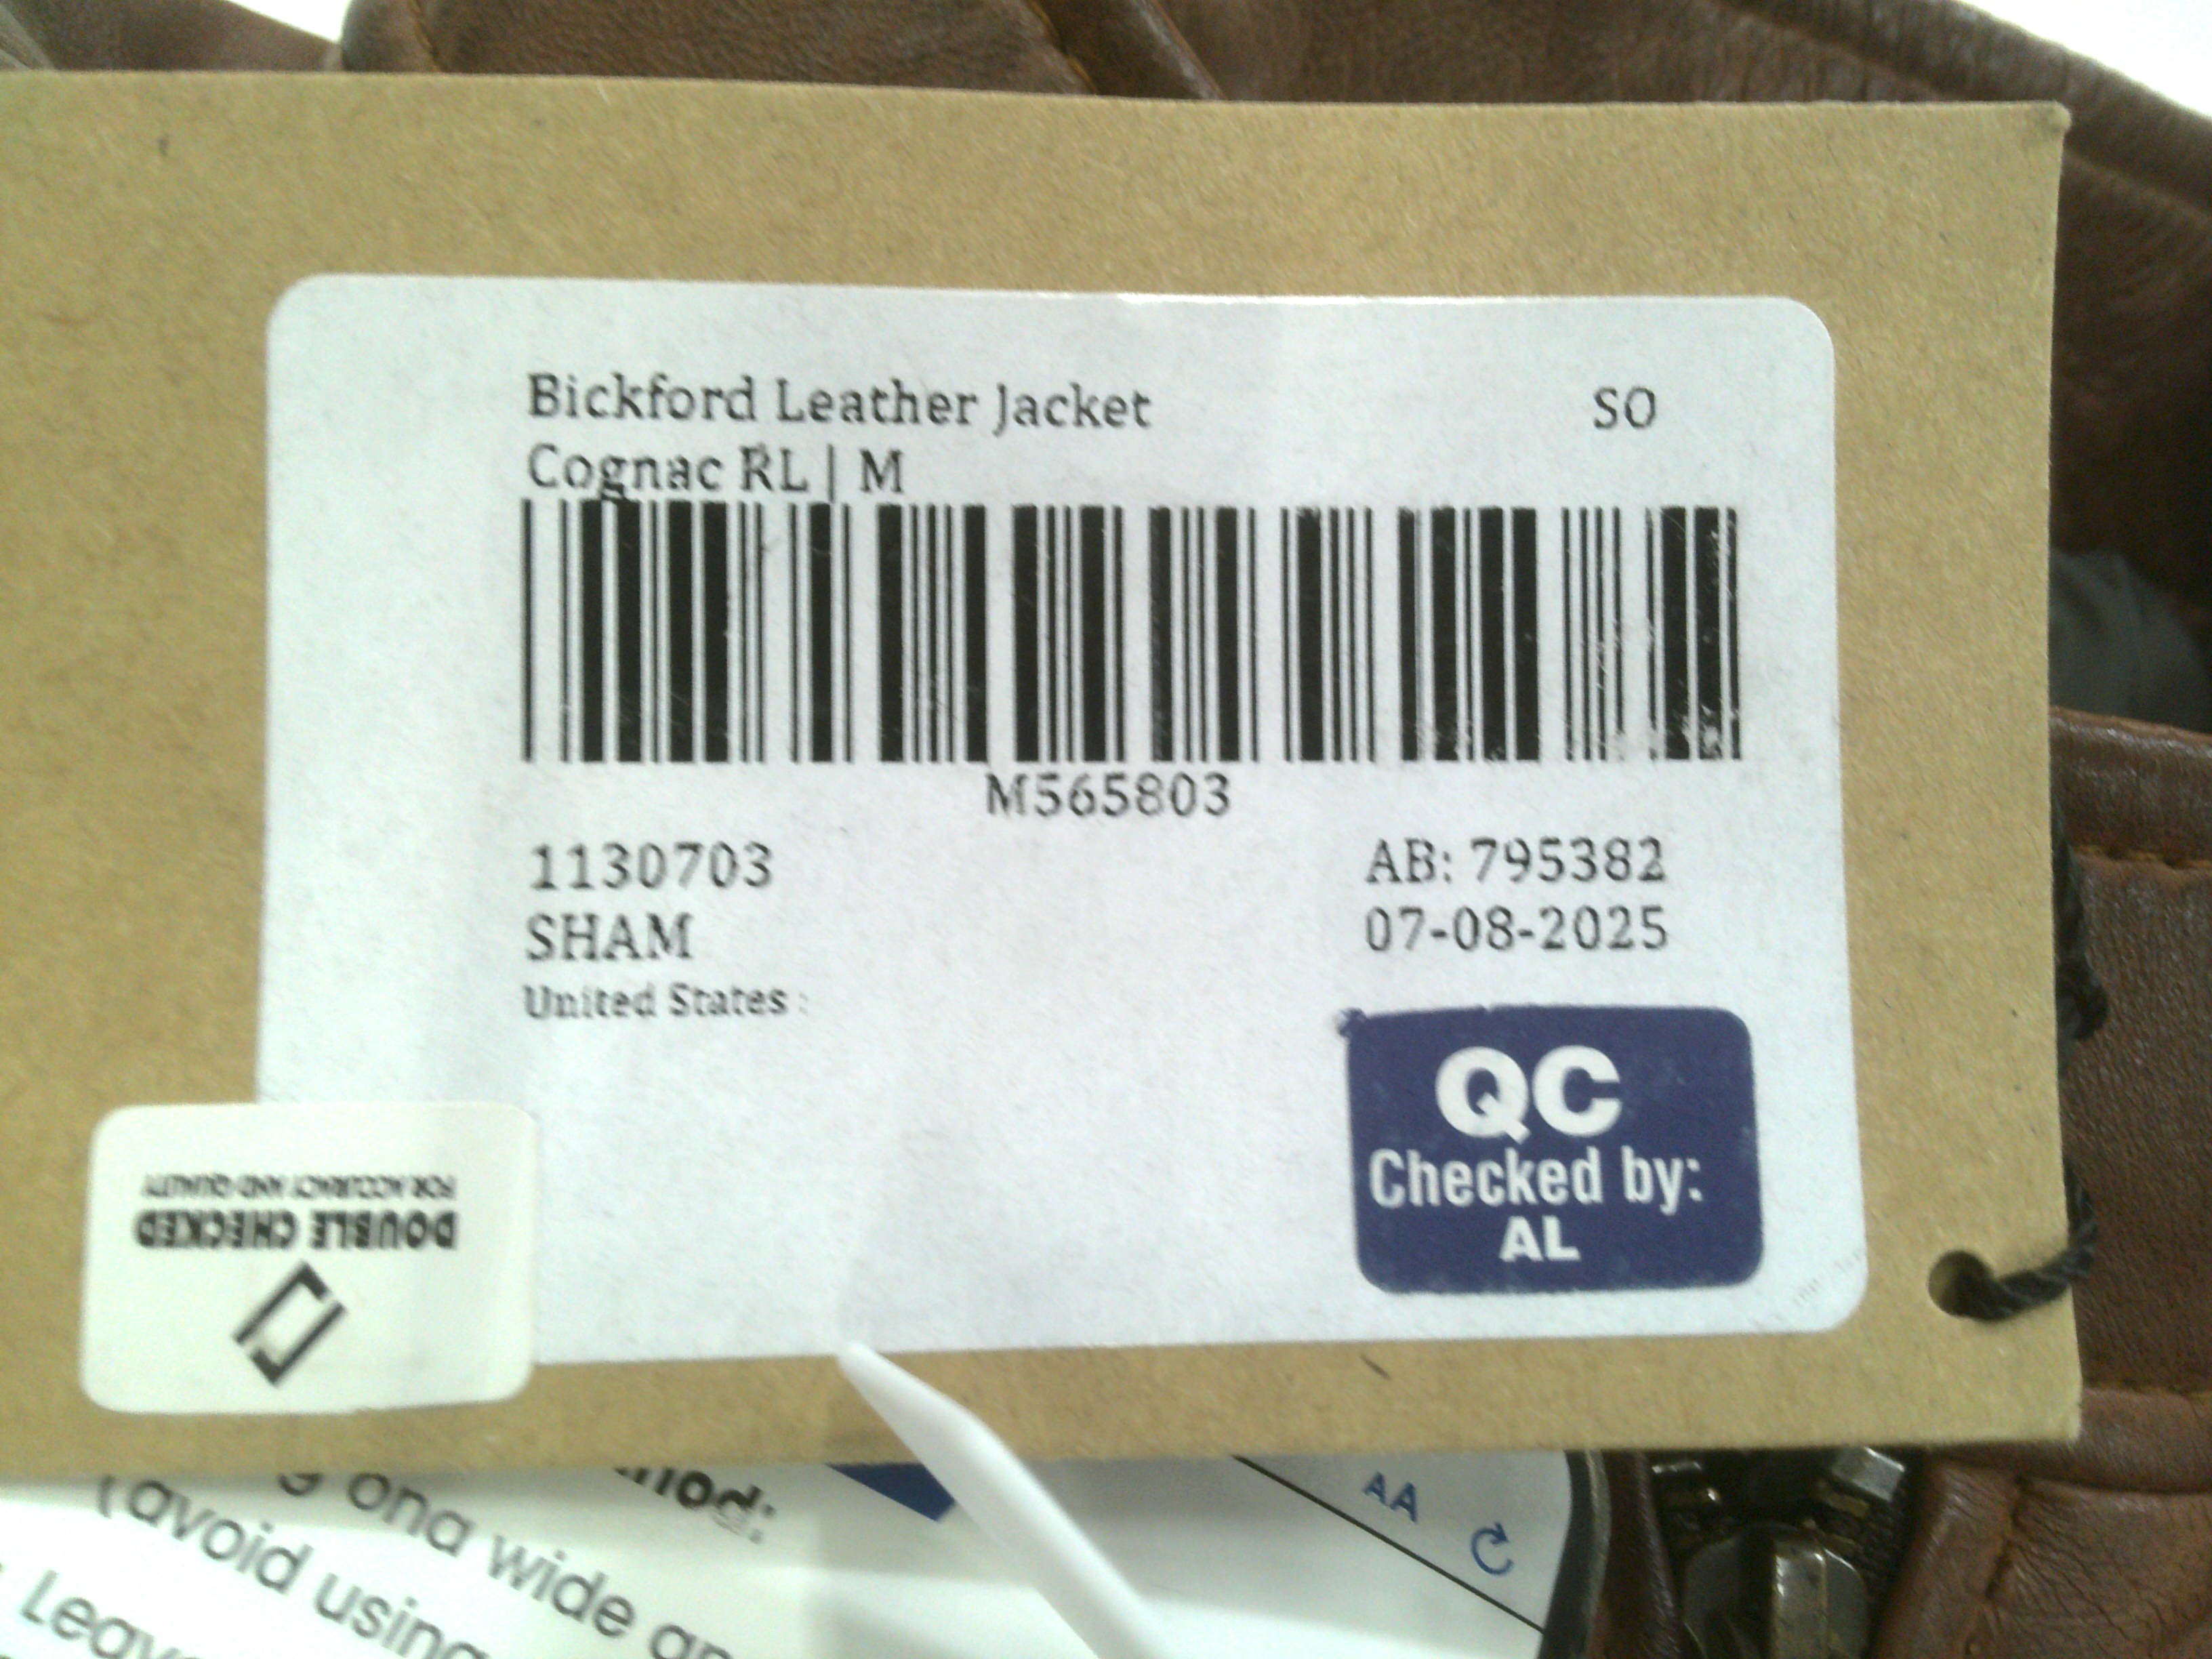 Bickford Leather Jacket SO
Cognac RL | M
M565803
1130703 AB: 795382
SHAM 07-08-2025
United States :
QC
Checked by:
AL
DOUBLE CHECKED
FOR ACCURACY AND QUALITY
wide
(avoid using
AA